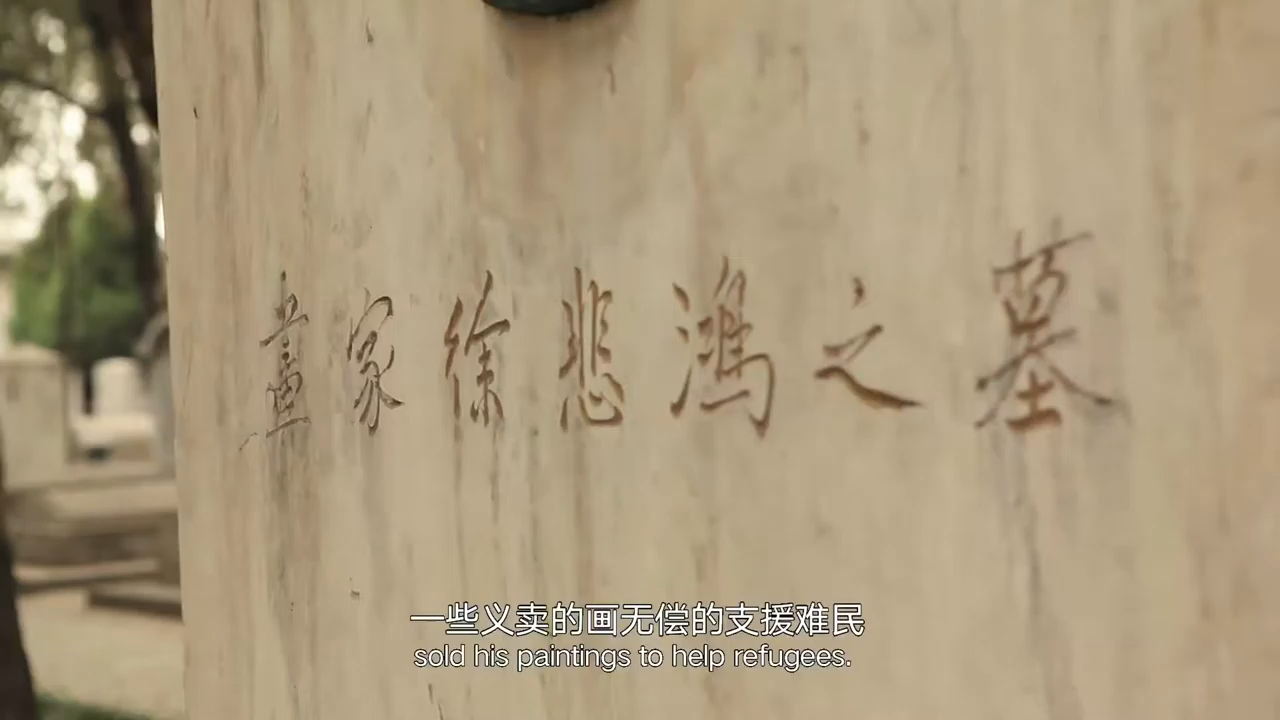 畫家徐悲鴻之墓
一些义卖的画无偿的支援难民
sold his paintings to help refugees.